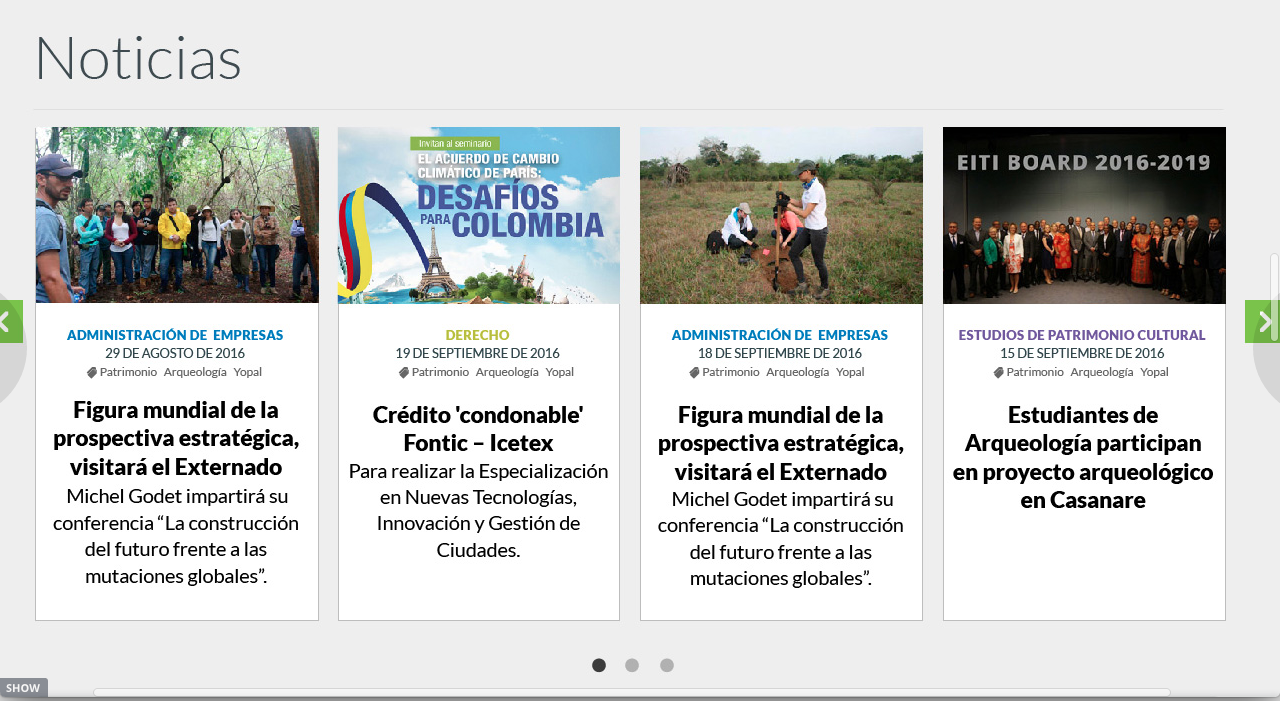 Noticias
Invitan al seminario
EL ACUERDO DE CAMBIO
CLIMÁTICO DE PARÍS:
DESAFÍOS
PARA COLOMBIA
EITI BOARD 2016-2019
ADMINISTRACIÓN DE EMPRESAS
29 DE AGOSTO DE 2016
Patrimonio Arqueología Yopal
Figura mundial de la
prospectiva estratégica,
visitará el Externado
Michel Godet impartirá su
conferencia “La construcción
del futuro frente a las
mutaciones globales”.
DERECHO
19 DE SEPTIEMBRE DE 2016
Patrimonio Arqueología Yopal
Crédito 'condonable'
Fontic – Icetex
Para realizar la Especialización
en Nuevas Tecnologías,
Innovación y Gestión de
Ciudades.
ADMINISTRACIÓN DE EMPRESAS
18 DE SEPTIEMBRE DE 2016
Patrimonio Arqueología Yopal
Figura mundial de la
prospectiva estratégica,
visitará el Externado
Michel Godet impartirá su
conferencia “La construcción
del futuro frente a las
mutaciones globales”.
ESTUDIOS DE PATRIMONIO CULTURAL
15 DE SEPTIEMBRE DE 2016
Patrimonio Arqueología Yopal
Estudiantes de
Arqueología participan
en proyecto arqueológico
en Casanare
SHOW